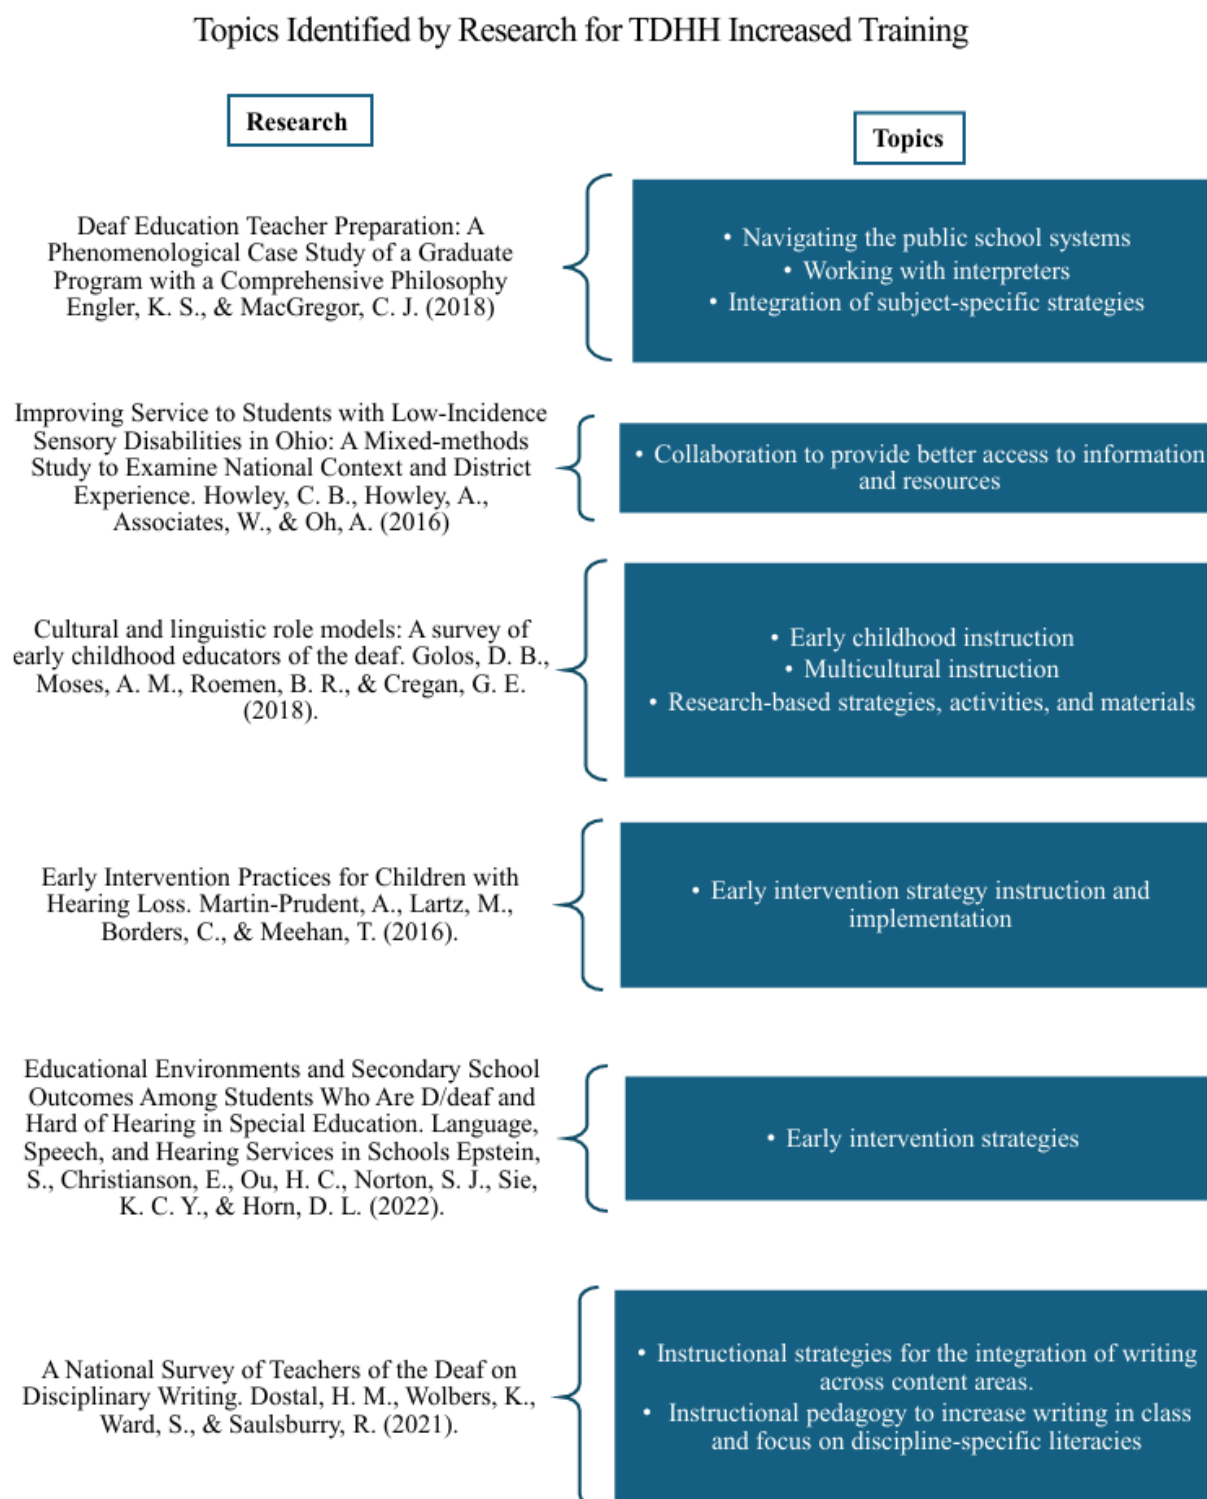 Topics Identified by Research for TDHH Increased Training
Research
Topics
Deaf Education Teacher Preparation: A
Phenomenological Case Study of a Graduate
Program with a Comprehensive Philosophy
Engler, K. S., & MacGregor, C. J. (2018)
• Navigating the public school systems
• Working with interpreters
• Integration of subject-specific strategies
Improving Service to Students with Low-Incidence
Sensory Disabilities in Ohio: A Mixed-methods
Study to Examine National Context and District
Experience. Howley, C. B., Howley, A.,
Associates, W., & Oh, A. (2016)
• Collaboration to provide better access to information
and resources
Cultural and linguistic role models: A survey of
early childhood educators of the deaf. Golos, D. B.,
Moses, A. M., Roemen, B. R., & Cregan, G. E.
(2018).
• Early childhood instruction
• Multicultural instruction
• Research-based strategies, activities, and materials
Early Intervention Practices for Children with
Hearing Loss. Martin-Prudent, A., Lartz, M.,
Borders, C., & Meehan, T. (2016).
• Early intervention strategy instruction and
implementation
Educational Environments and Secondary School
Outcomes Among Students Who Are D/deaf and
Hard of Hearing in Special Education. Language,
Speech, and Hearing Services in Schools Epstein,
S., Christianson, E., Ou, H. C., Norton, S. J., Sie,
K. C. Y., & Horn, D. L. (2022).
• Early intervention strategies
A National Survey of Teachers of the Deaf on
Disciplinary Writing. Dostal, H. M., Wolbers, K.,
Ward, S., & Saulsburry, R. (2021).
• Instructional strategies for the integration of writing
across content areas.
• Instructional pedagogy to increase writing in class
and focus on discipline-specific literacies